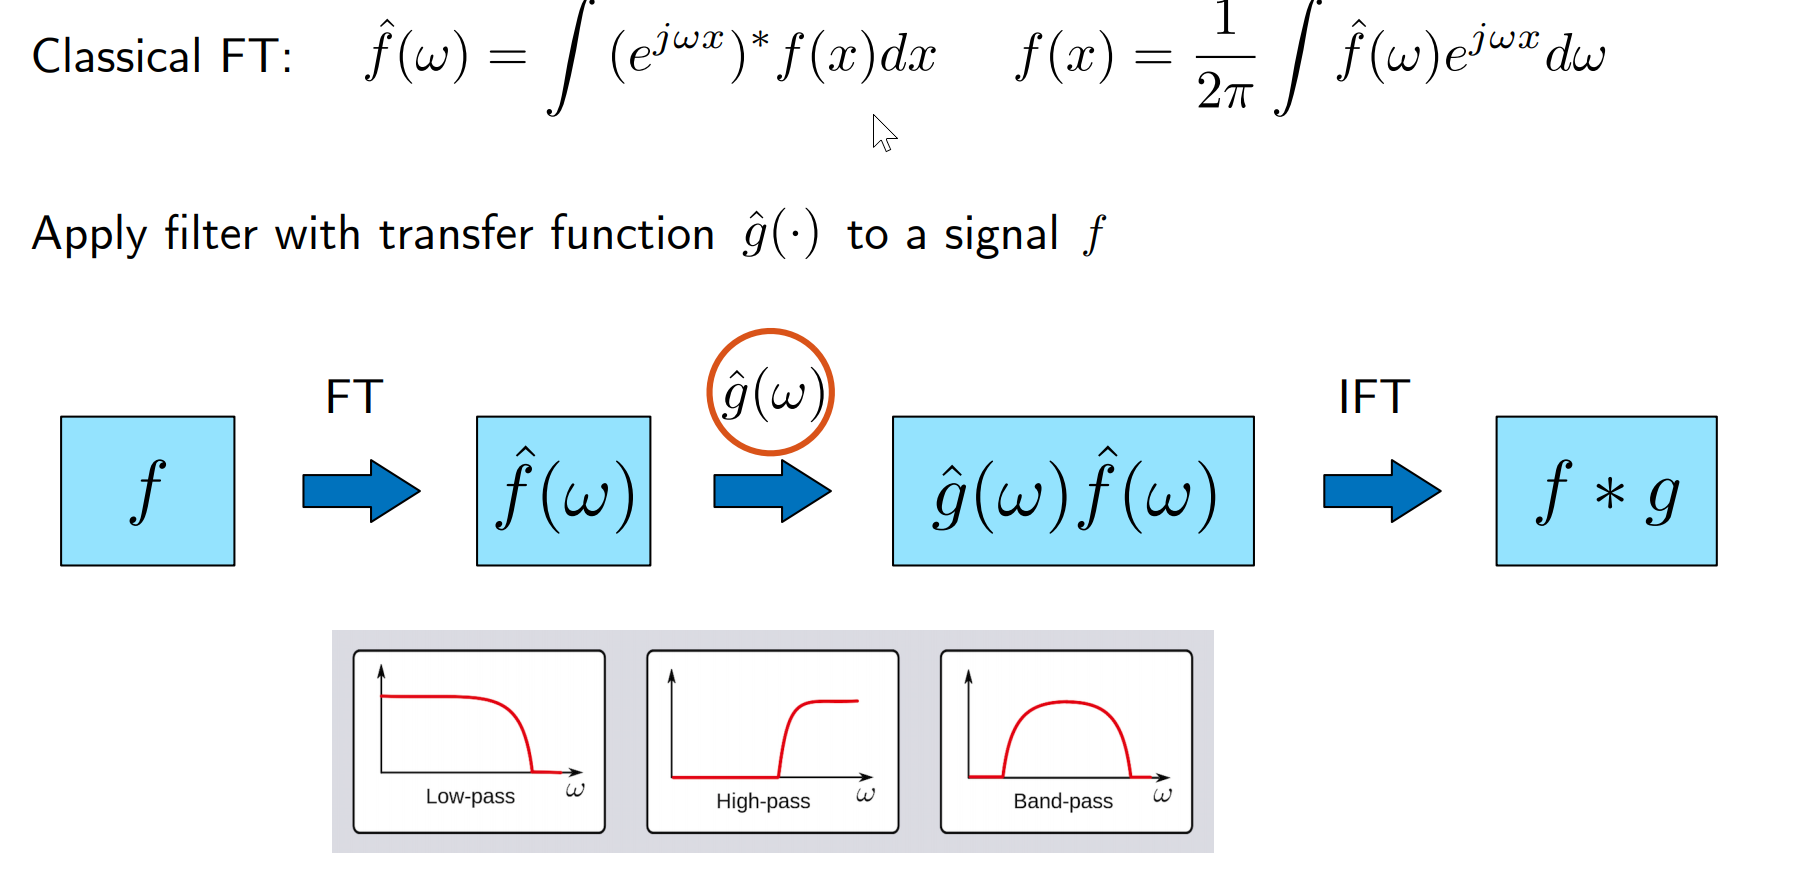 Classical FT: f̂(ω) = ∫ (e^{jωx})* f(x)dx f(x) = 1/2π ∫ f̂(ω)e^{jωx} dω
Apply filter with transfer function ĝ(·) to a signal f
FT ĝ(ω) IFT
f f̂(ω) ĝ(ω)f̂(ω) f ∗ g
Low-pass ω High-pass ω Band-pass ω